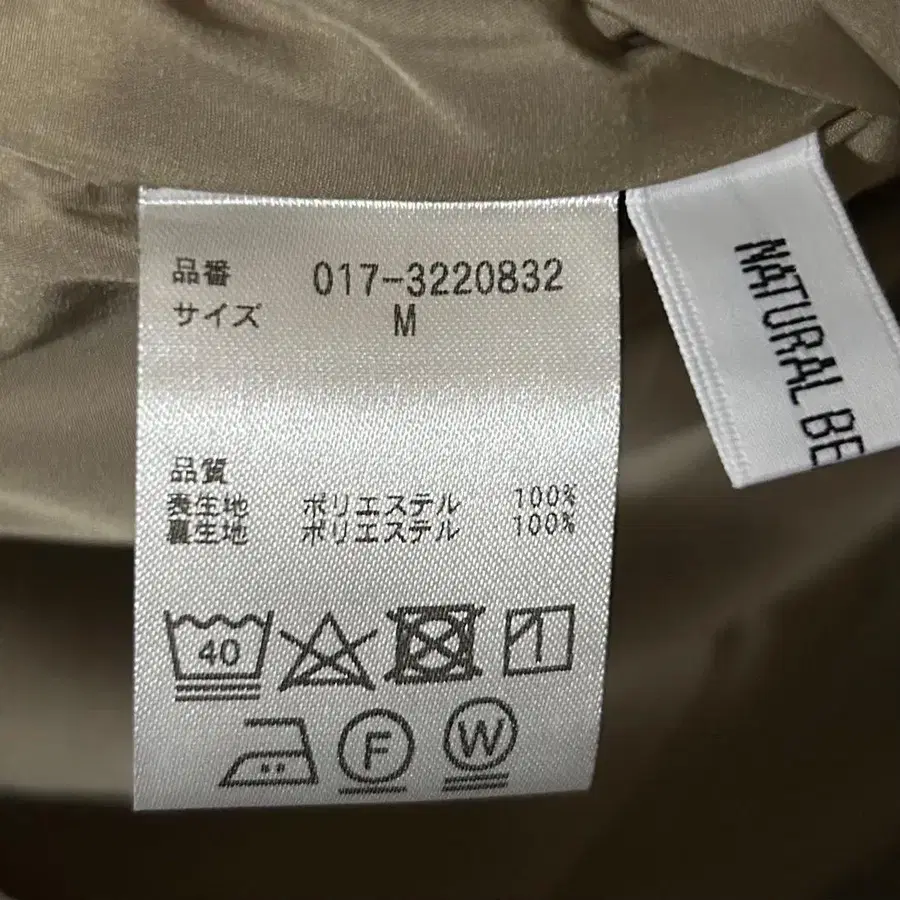 品番 017-3220832
サイズ M
品質
表生地 ポリエステル 100%
裏生地 ポリエステル 100%
40
F
W
NATURAL BE